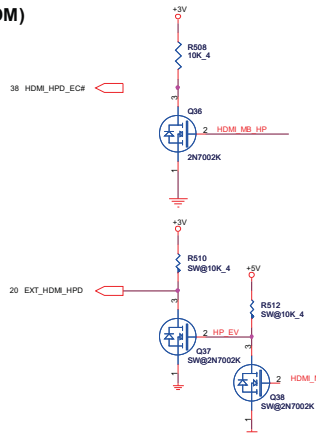 OM)
+3V
R508
10K_4
38 HDMI_HPD_EC#
3
Q36
2 HDMI_MB_HP
2N7002K
1
+3V
R510
SW@10K_4
+5V
20 EXT_HDMI_HPD
R512
SW@10K_4
3
2 HP_EV
3
Q37
SW@2N7002K
1
2 HDMI_
Q38
SW@2N7002K
1